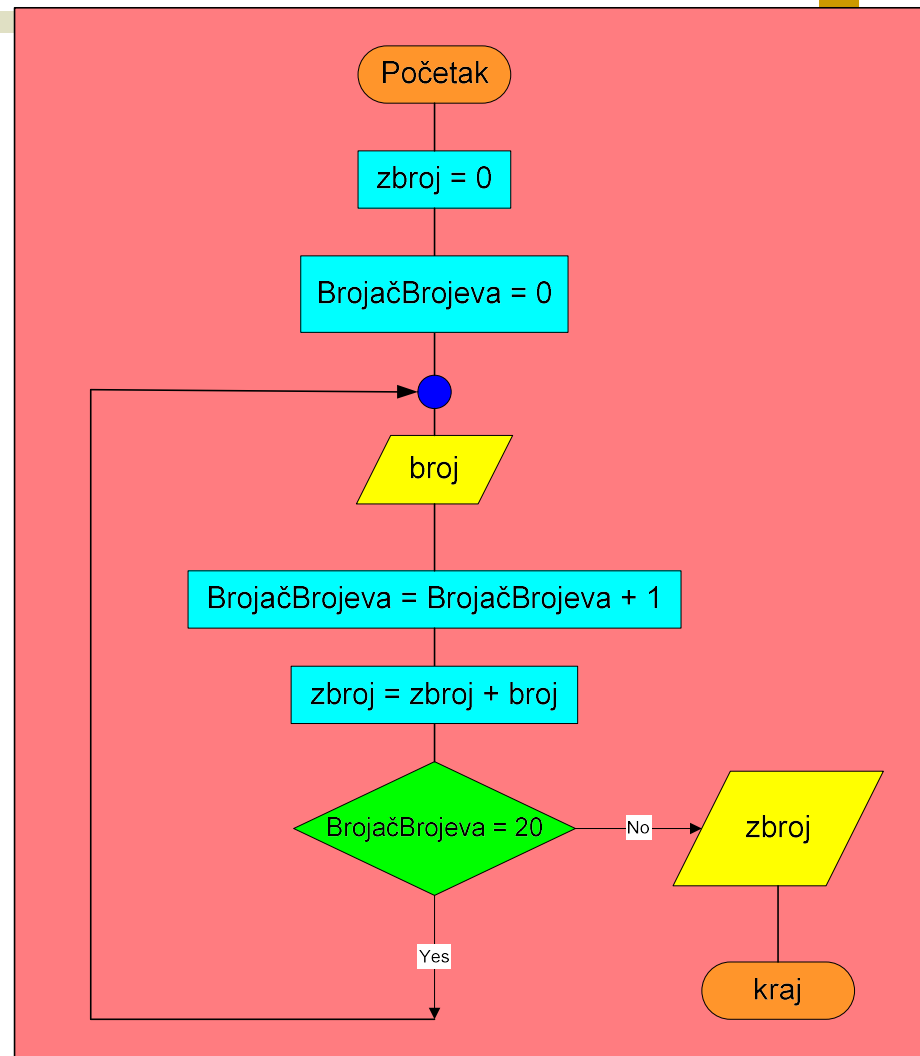 Početak
zbroj = 0
BrojačBrojeva = 0
broj
BrojačBrojeva = BrojačBrojeva + 1
zbroj = zbroj + broj
BrojačBrojeva = 20
No
zbroj
Yes
kraj